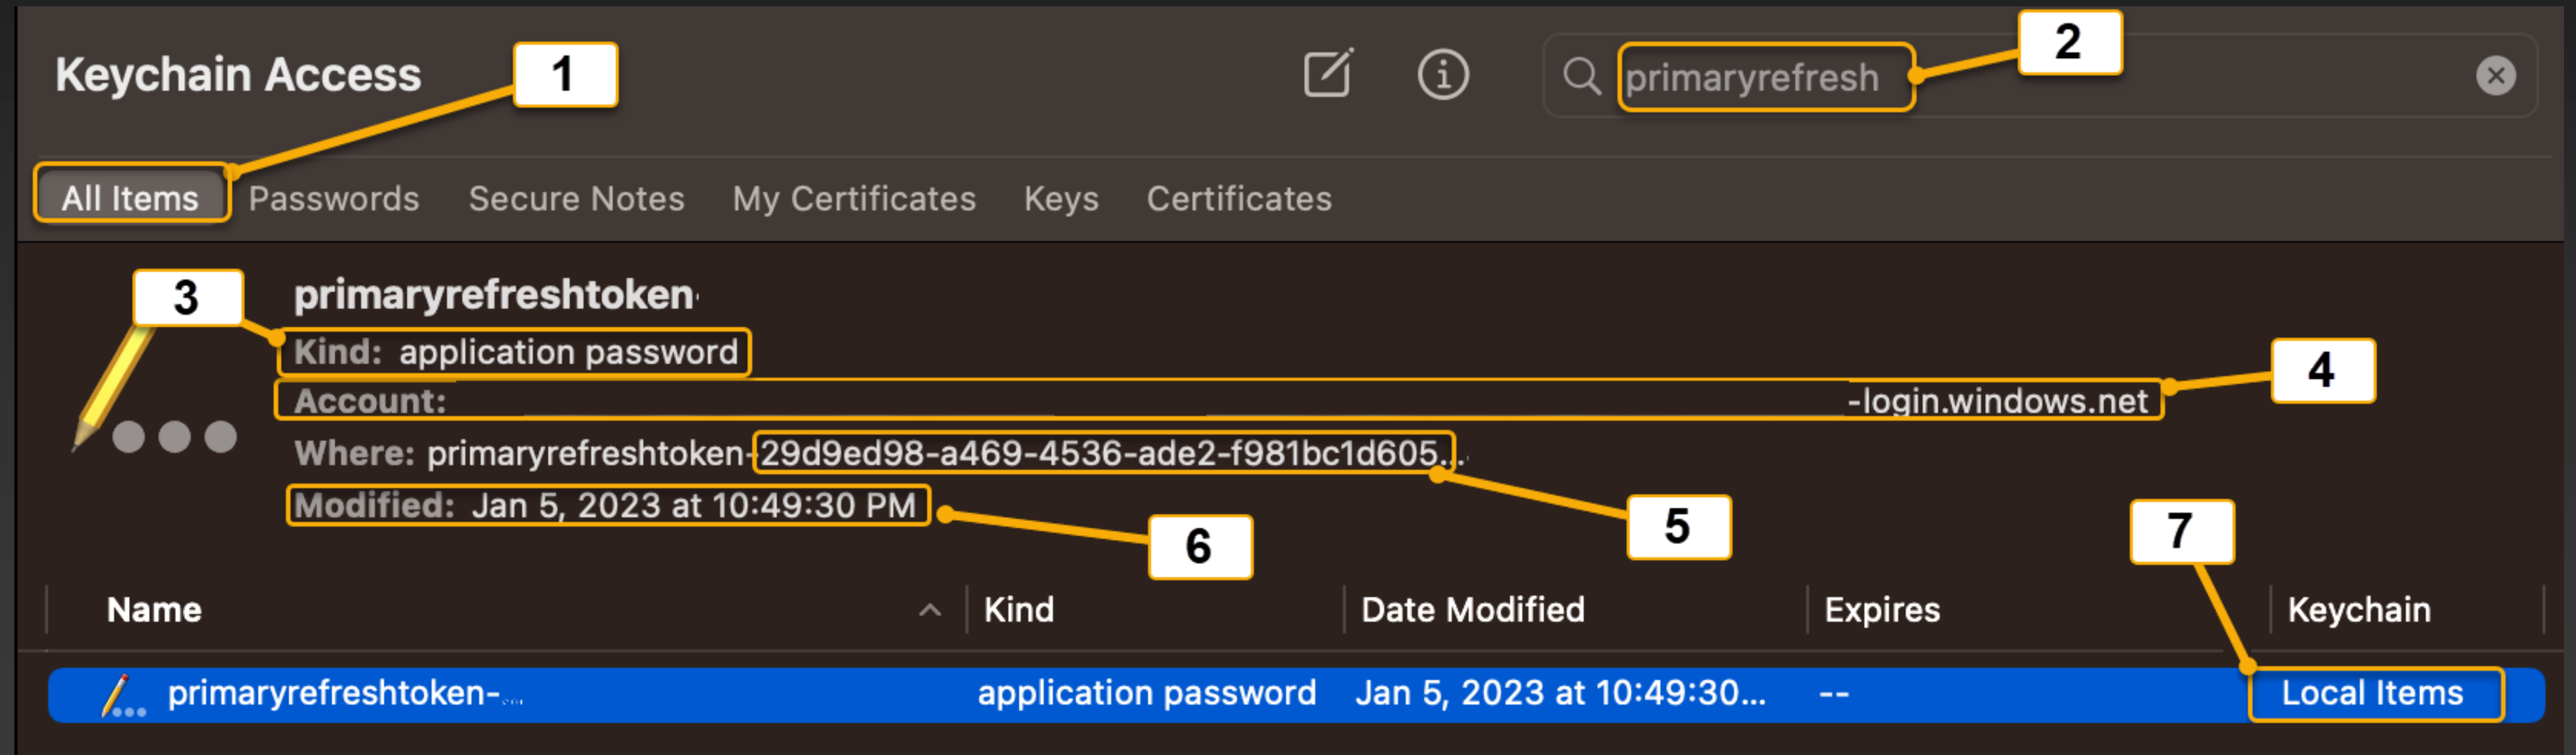 Keychain Access
1
primaryrefresh
2
All Items Passwords Secure Notes My Certificates Keys Certificates
3
primaryrefreshtoken-
Kind: application password
Account: -login.windows.net
4
Where: primaryrefreshtoken-29d9ed98-a469-4536-ade2-f981bc1d605...
5
Modified: Jan 5, 2023 at 10:49:30 PM
6
7
Name Kind Date Modified Expires Keychain
primaryrefreshtoken-... application password Jan 5, 2023 at 10:49:30... -- Local Items